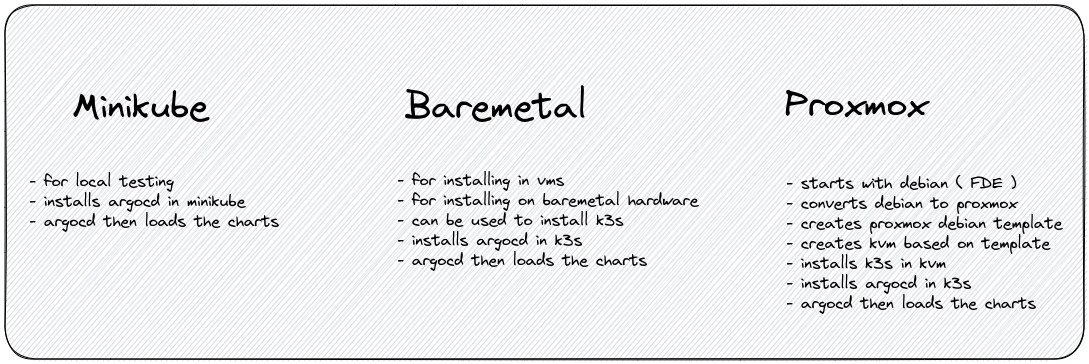 Minikube
- for local testing
- installs argocd in minikube
- argocd then loads the charts
Baremetal
- for installing in vms
- for installing on baremetal hardware
- can be used to install k3s
- installs argocd in k3s
- argocd then loads the charts
Proxmox
- starts with debian ( FDE )
- converts debian to proxmox
- creates proxmox debian template
- creates kvm based on template
- installs k3s in kvm
- installs argocd in k3s
- argocd then loads the charts